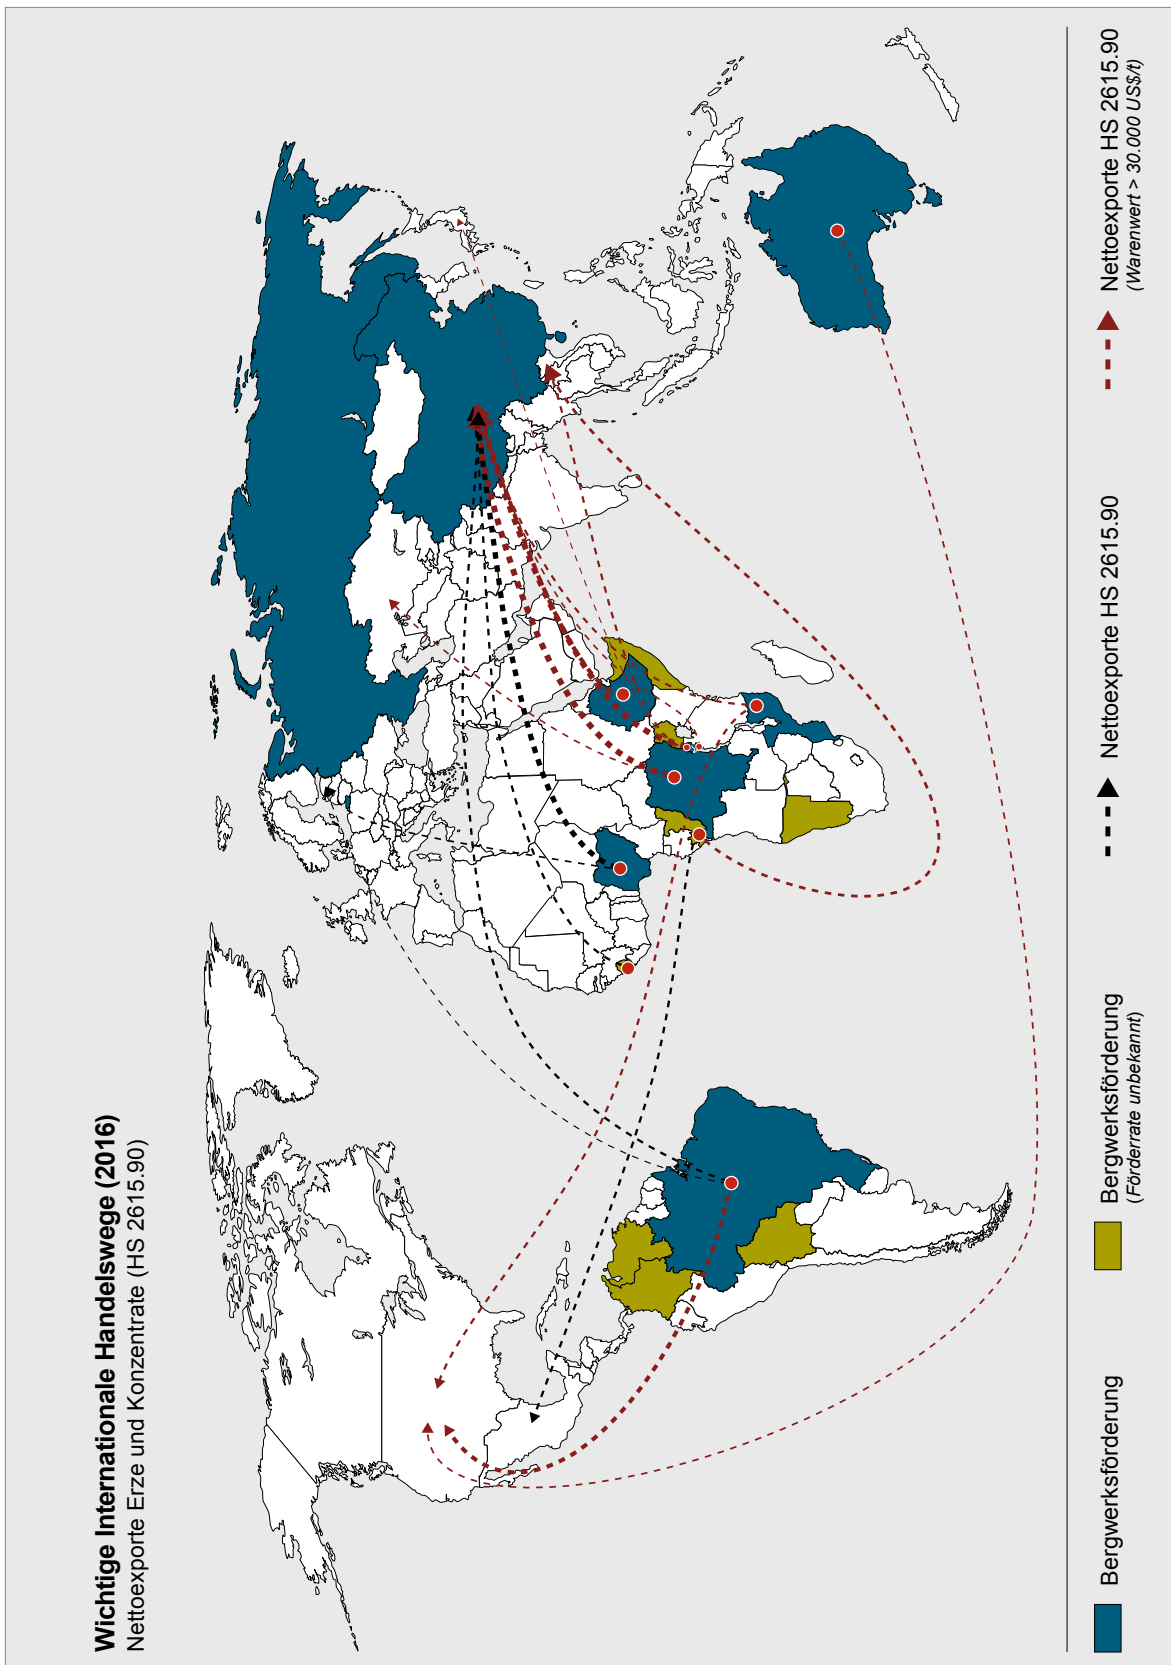 Wichtige Internationale Handelswege (2016)
Nettoexporte Erze und Konzentrate (HS 2615.90)
Bergwerksförderung
Bergwerksförderung
(Förderrate unbekannt)
Nettoexporte HS 2615.90
Nettoexporte HS 2615.90
(Warenwert > 30.000 US$/t)